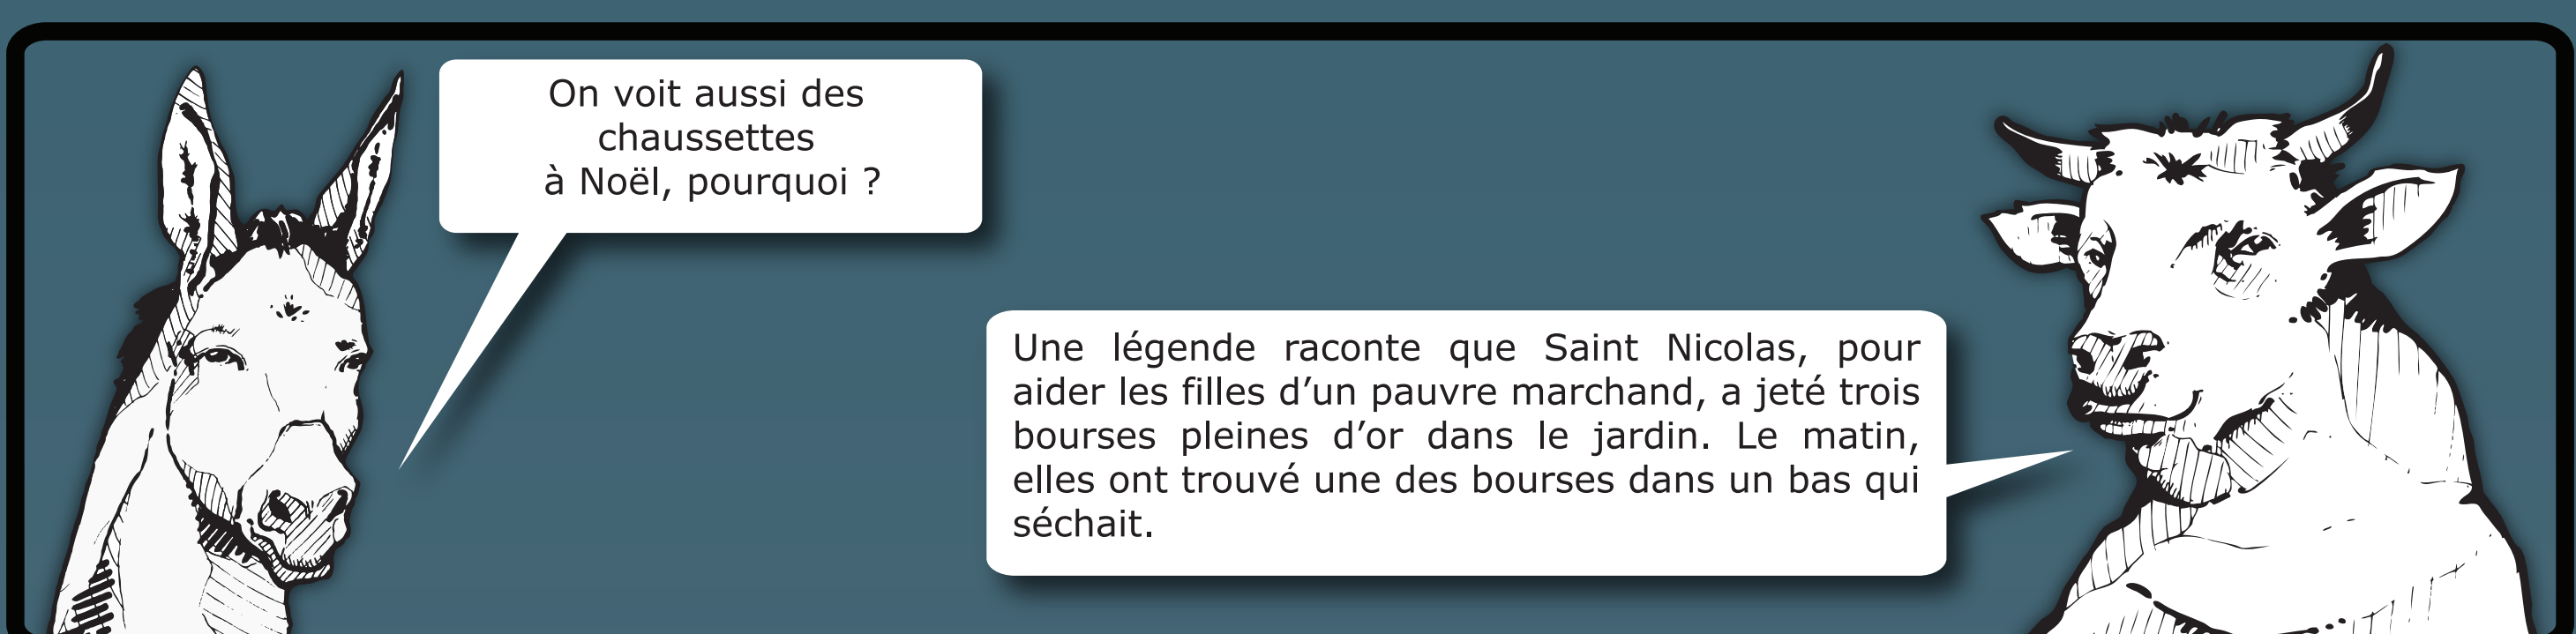 On voit aussi des
chaussettes
à Noël, pourquoi ?
Une légende raconte que Saint Nicolas, pour
aider les filles d’un pauvre marchand, a jeté trois
bourses pleines d’or dans le jardin. Le matin,
elles ont trouvé une des bourses dans un bas qui
séchait.